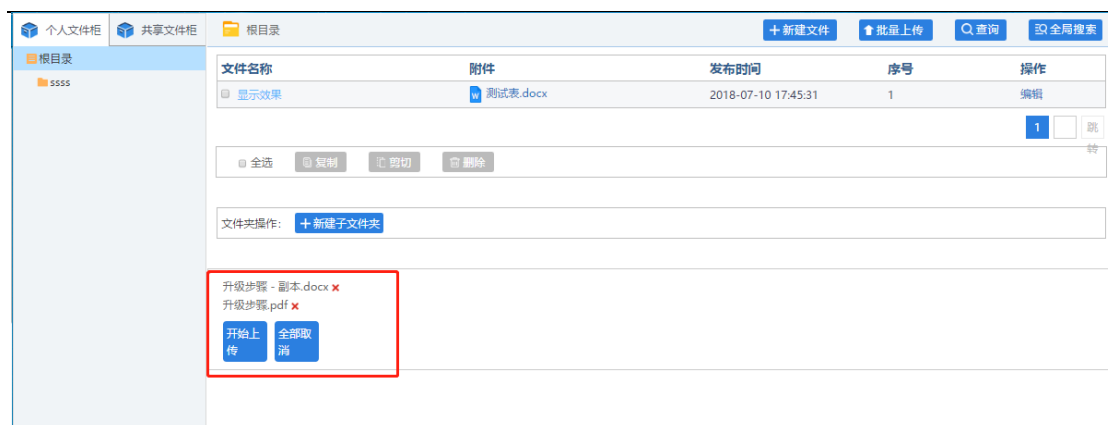 个人文件柜 共享文件柜 根目录 新建文件 批量上传 查询 全局搜索
根目录
ssss
文件名称 附件 发布时间 序号 操作
显示效果 测试表.docx 2018-07-10 17:45:31 1 编辑
1 跳
转
全选 复制 剪切 删除
文件夹操作: 新建子文件夹
升级步骤 - 副本.docx
升级步骤.pdf
开始上 全部取
传 消